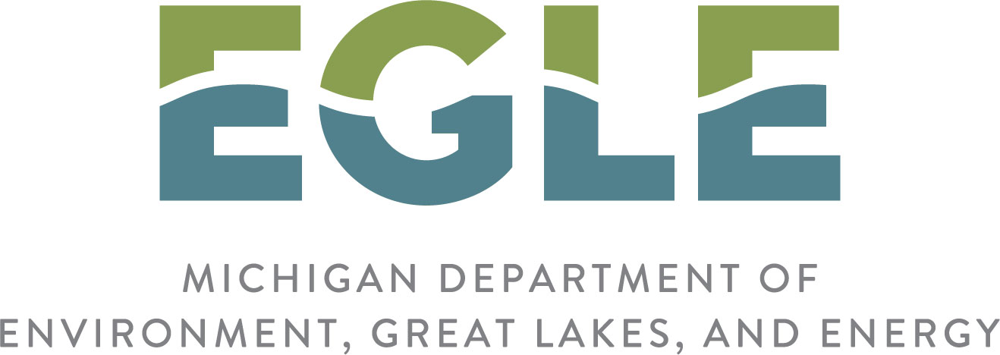 EGLE
MICHIGAN DEPARTMENT OF
ENVIRONMENT, GREAT LAKES, AND ENERGY